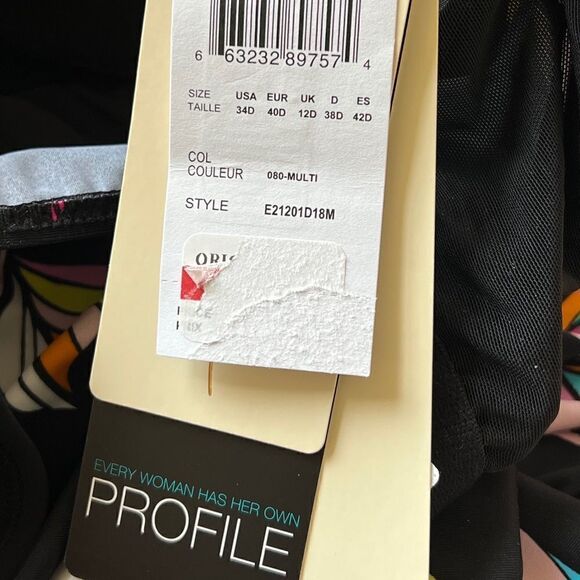 6 63232 89757 4
SIZE USA EUR UK D ES
TAILLE 34D 40D 12D 38D 42D
COL
COULEUR 080-MULTI
STYLE E21201D18M
EVERY WOMAN HAS HER OWN
PROFILE